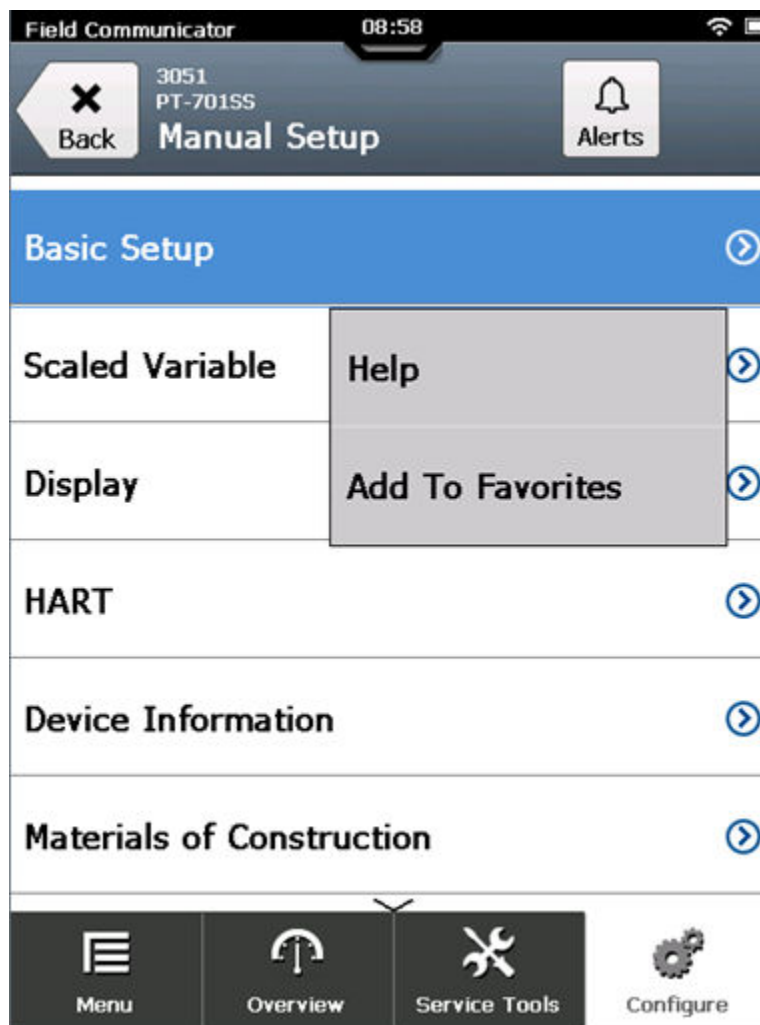 Field Communicator 08:58
3051
PT-701SS
Back Manual Setup Alerts
Basic Setup
Scaled Variable
Help
Display
Add To Favorites
HART
Device Information
Materials of Construction
Menu Overview Service Tools Configure